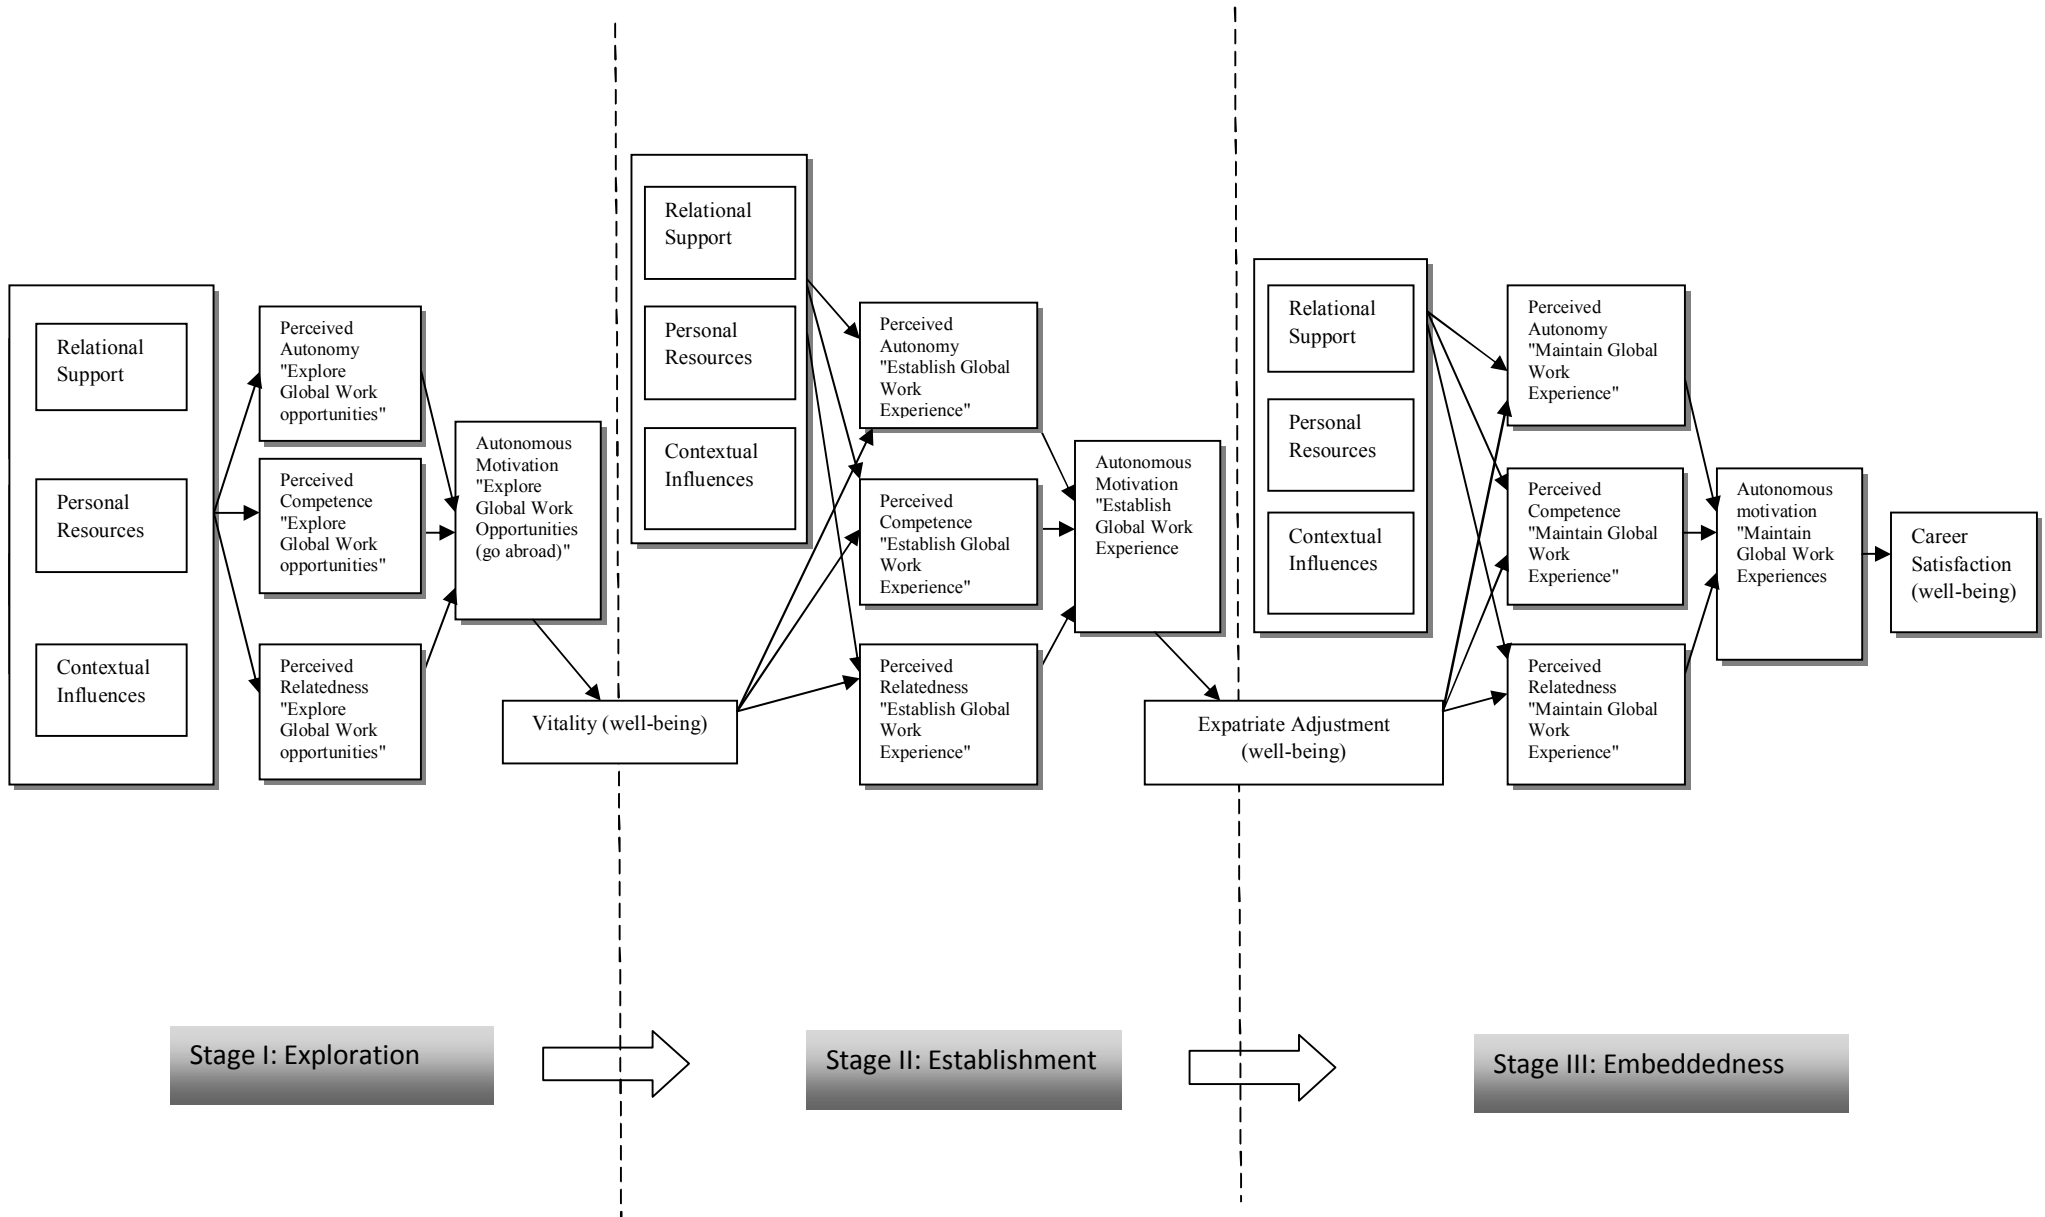 Relational
Support
Personal
Resources
Contextual
Influences
Perceived
Autonomy
"Explore
Global Work
opportunities"
Perceived
Competence
"Explore
Global Work
opportunities"
Perceived
Relatedness
"Explore
Global Work
opportunities"
Autonomous
Motivation
"Explore
Global Work
Opportunities
(go abroad)"
Vitality (well-being)
Relational
Support
Personal
Resources
Contextual
Influences
Perceived
Autonomy
"Establish Global
Work
Experience"
Perceived
Competence
"Establish Global
Work
Experience"
Perceived
Relatedness
"Establish Global
Work
Experience"
Autonomous
Motivation
"Establish
Global Work
Experience
Expatriate Adjustment
(well-being)
Relational
Support
Personal
Resources
Contextual
Influences
Perceived
Autonomy
"Maintain Global
Work
Experience"
Perceived
Competence
"Maintain Global
Work
Experience"
Perceived
Relatedness
"Maintain Global
Work
Experience"
Autonomous
motivation
"Maintain
Global Work
Experiences
Career
Satisfaction
(well-being)
Stage I: Exploration
Stage II: Establishment
Stage III: Embeddedness